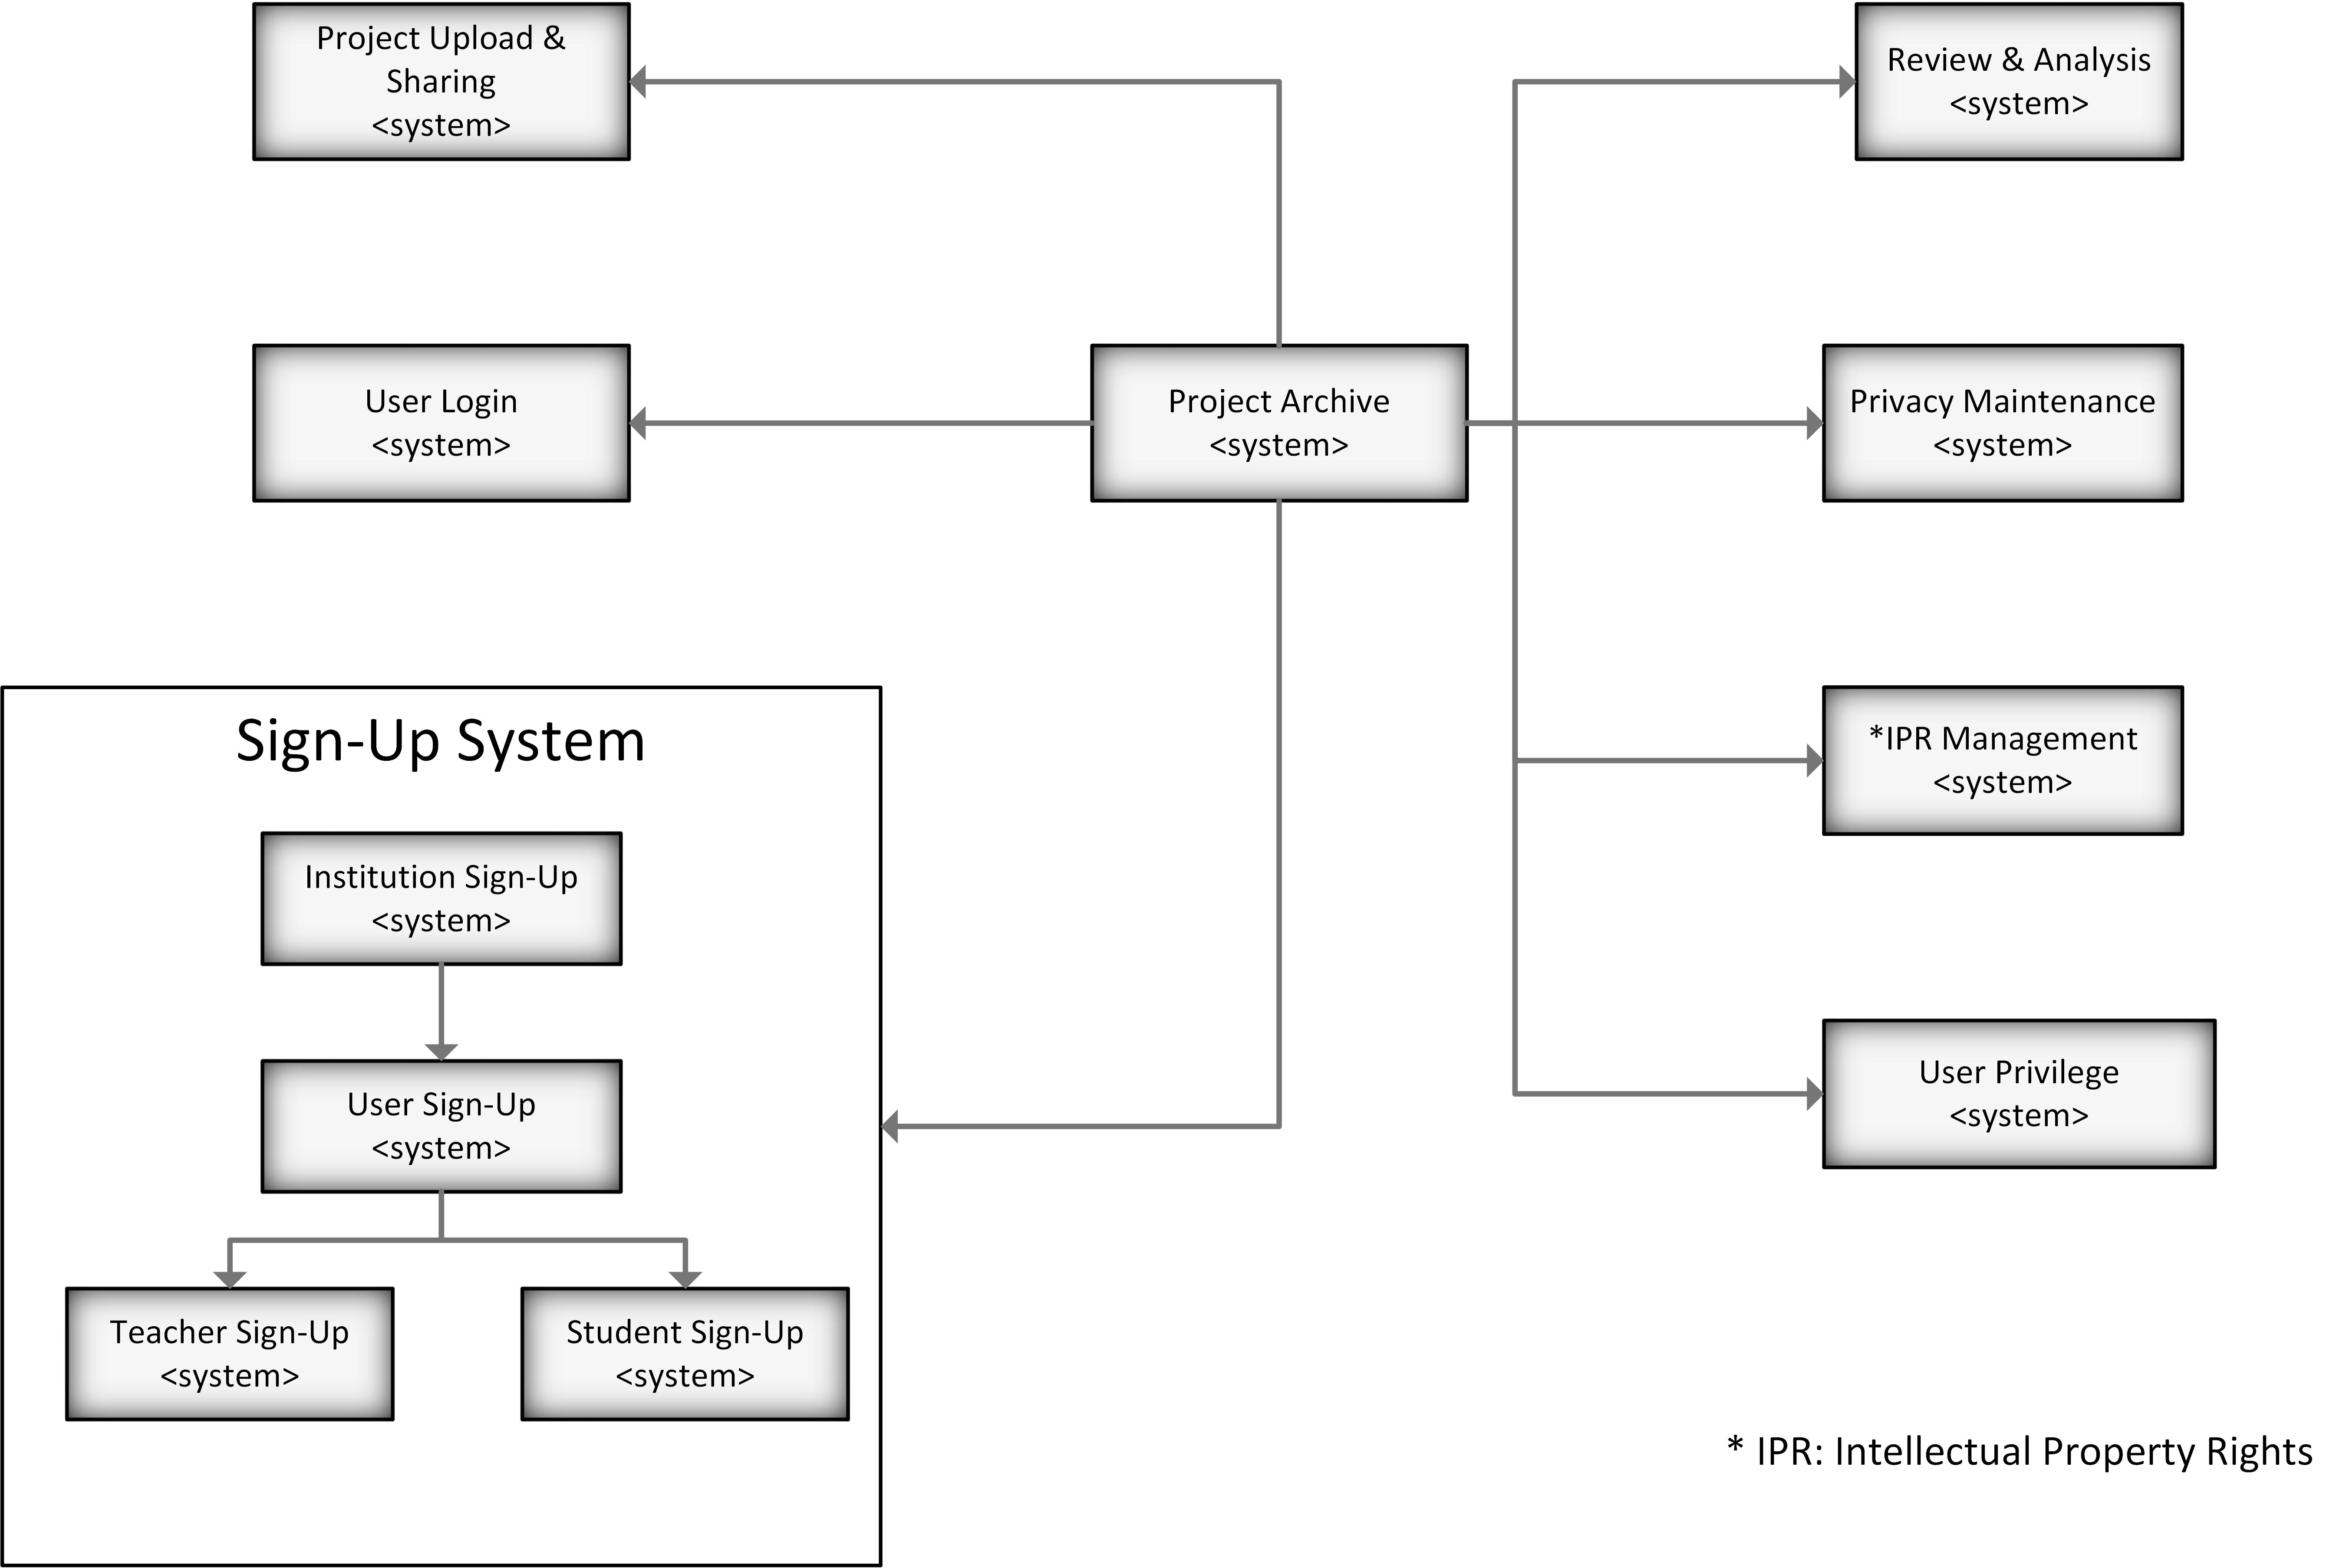 Project Upload &
Sharing
<system>
Review & Analysis
<system>
User Login
<system>
Project Archive
<system>
Privacy Maintenance
<system>
Sign-Up System
*IPR Management
<system>
Institution Sign-Up
<system>
User Sign-Up
<system>
User Privilege
<system>
Teacher Sign-Up
<system>
Student Sign-Up
<system>
* IPR: Intellectual Property Rights